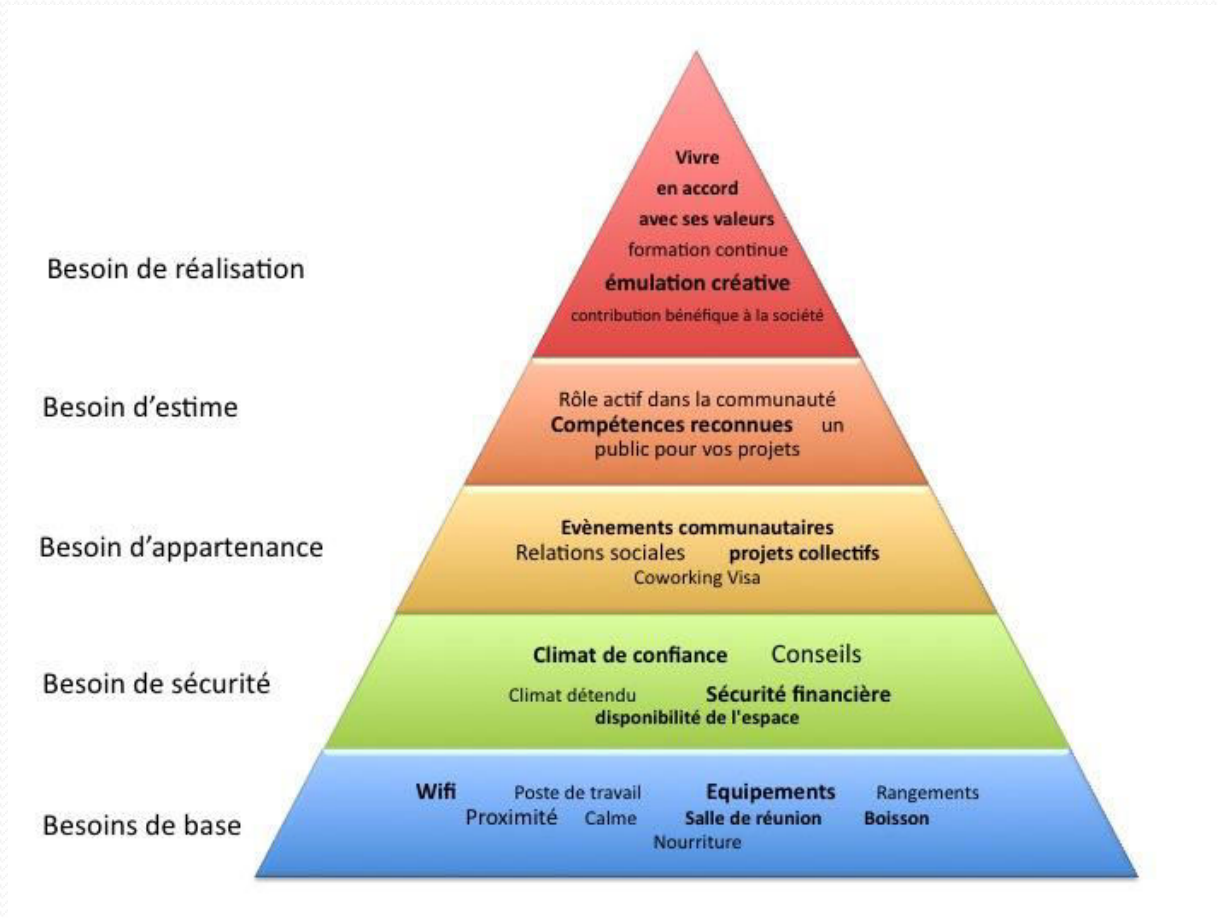 Vivre
en accord
avec ses valeurs
formation continue
Besoin de réalisation
émulation créative
contribution bénéfique à la société
Besoin d'estime
Rôle actif dans la communauté
Compétences reconnues un
public pour vos projets
Besoin d'appartenance
Evènements communautaires
Relations sociales projets collectifs
Coworking Visa
Besoin de sécurité
Climat de confiance Conseils
Climat détendu Sécurité financière
disponibilité de l'espace
Besoins de base
Wifi Poste de travail Equipements Rangements
Proximité Calme Salle de réunion Boisson
Nourriture